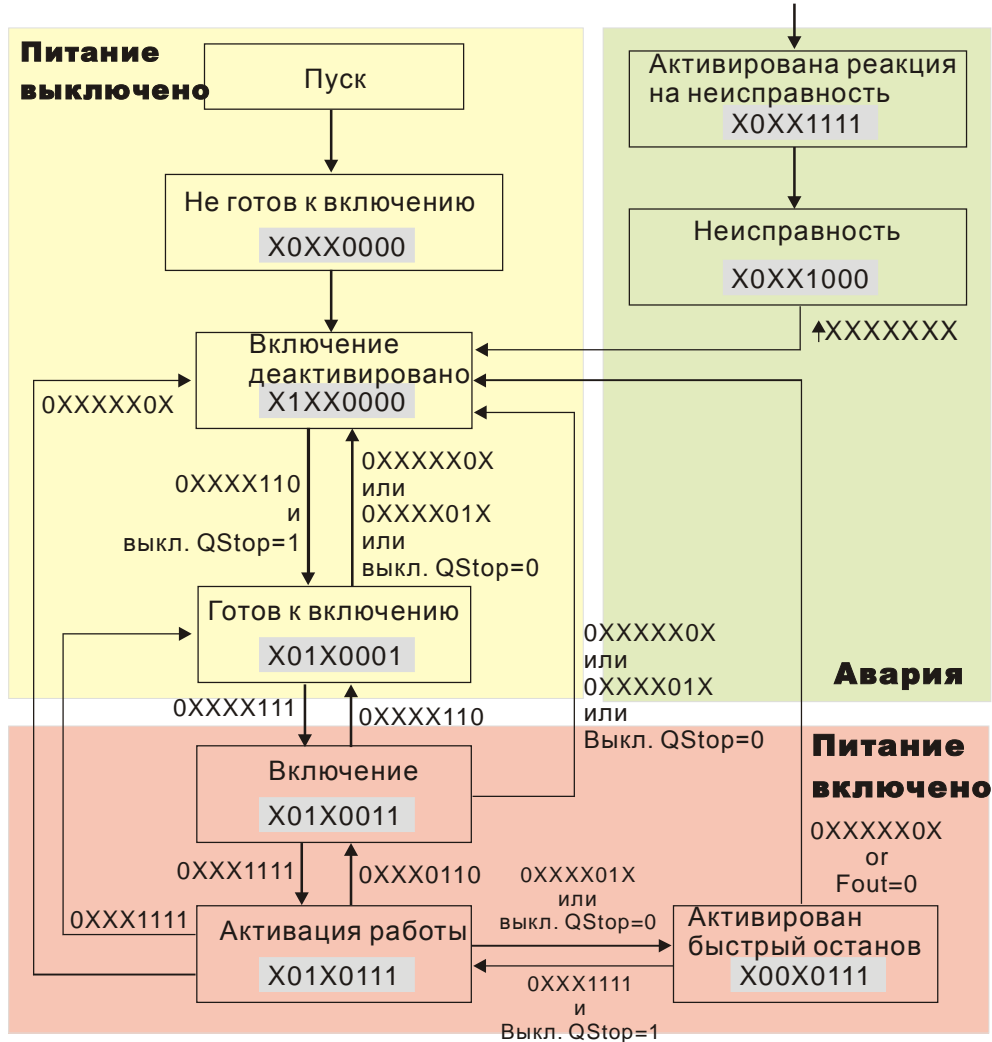 Питание
выключено
Пуск
Не готов к включению
X0XX0000
Включение
деактивировано
X1XX0000
0XXXXX0X
0XXXX110
и
выкл. QStop=1
0XXXXX0X
или
0XXXX01X
или
выкл. QStop=0
Готов к включению
X01X0001
0XXXX111
0XXXX110
Активирована реакция
на неисправность
X0XX1111
Неисправность
X0XX1000
XXXXXXX
Авария
0XXXXX0X
или
0XXXX01X
или
Выкл. QStop=0
Питание
включено
Включение
X01X0011
0XXX1111
0XXX0110
0XXX1111
Активация работы
X01X0111
0XXXX01X
или
выкл. QStop=0
0XXX1111
и
Выкл. QStop=1
0XXXXX0X
or
Fout=0
Активирован
быстрый останов
X00X0111